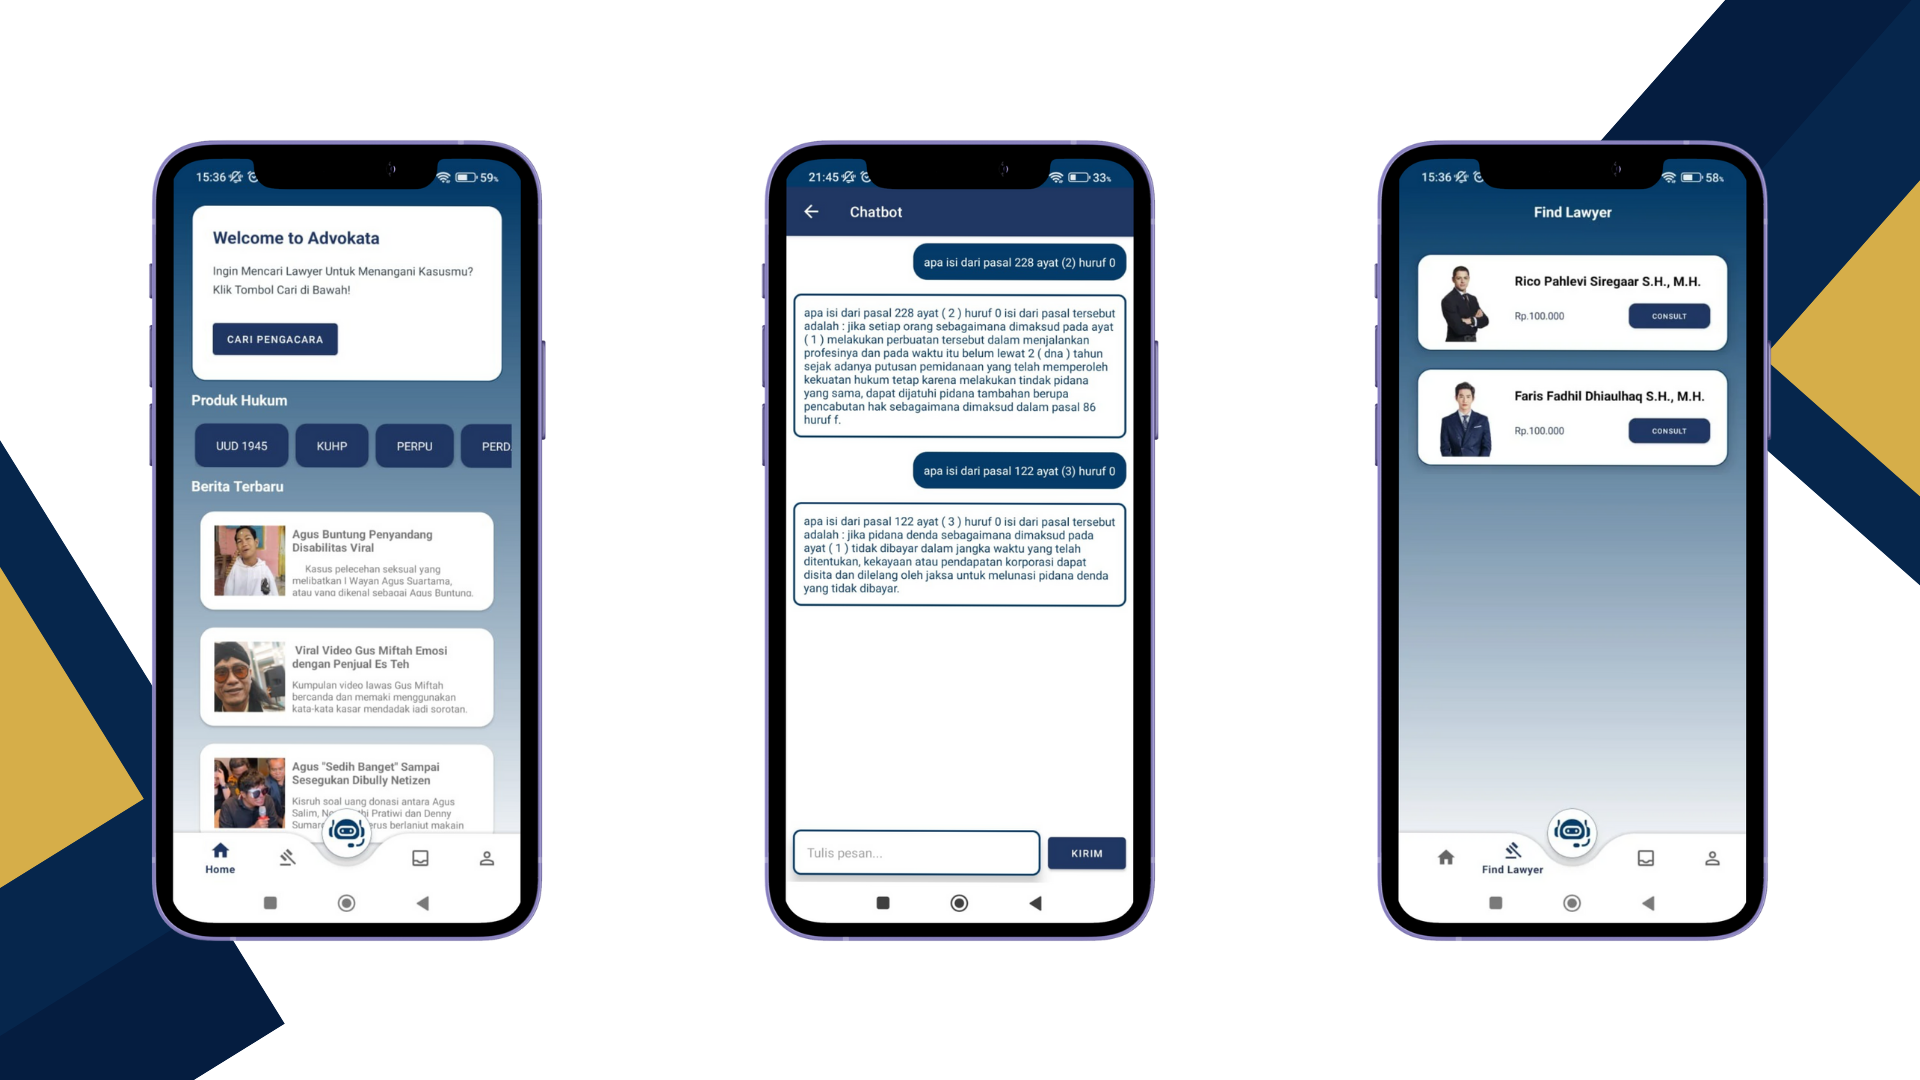 15:36
59%
Welcome to Advokata
Ingin Mencari Lawyer Untuk Menangani Kasusmu?
Klik Tombol Cari di Bawah!
CARI PENGACARA
Produk Hukum
UUD 1945
KUHP
PERPU
PERD
Berita Terbaru
Agus Buntung Penyandang
Disabilitas Viral
Kasus pelecehan seksual yang
melibatkan I Wayan Agus Suartama,
atau yang dikenal sebagai Agus Buntung.
Viral Video Gus Miftah Emosi
dengan Penjual Es Teh
Kumpulan video lawas Gus Miftah
bercanda dan memaki menggunakan
kata-kata kasar mendadak jadi sorotan.
Agus "Sedih Banget" Sampai
Sesegukan Dibully Netizen
Kisruh soal uang donasi antara Agus
Salim, Pratiwi dan Denny
berlanjut makain
Home
21:45
33%
Chatbot
apa isi dari pasal 228 ayat (2) huruf 0
apa isi dari pasal 228 ayat ( 2 ) huruf 0 isi dari pasal tersebut
adalah : jika setiap orang sebagaimana dimaksud pada ayat
( 1 ) melakukan perbuatan tersebut dalam menjalankan
profesinya dan pada waktu itu belum lewat 2 ( dna ) tahun
sejak adanya putusan pemidanaan yang telah memperoleh
kekuatan hukum tetap karena melakukan tindak pidana
yang sama, dapat dijatuhi pidana tambahan berupa
pencabutan hak sebagaimana dimaksud dalam pasal 86
huruf f.
apa isi dari pasal 122 ayat (3) huruf 0
apa isi dari pasal 122 ayat ( 3 ) huruf 0 isi dari pasal tersebut
adalah : jika pidana denda sebagaimana dimaksud pada
ayat ( 1 ) tidak dibayar dalam jangka waktu yang telah
ditentukan, kekayaan atau pendapatan korporasi dapat
disita dan dilelang oleh jaksa untuk melunasi pidana denda
yang tidak dibayar.
Tulis pesan...
KIRIM
15:36
58%
Find Lawyer
Rico Pahlevi Siregaar S.H., M.H.
Rp.100.000
CONSULT
Faris Fadhil Dhiaulhaq S.H., M.H.
Rp.100.000
CONSULT
Find Lawyer